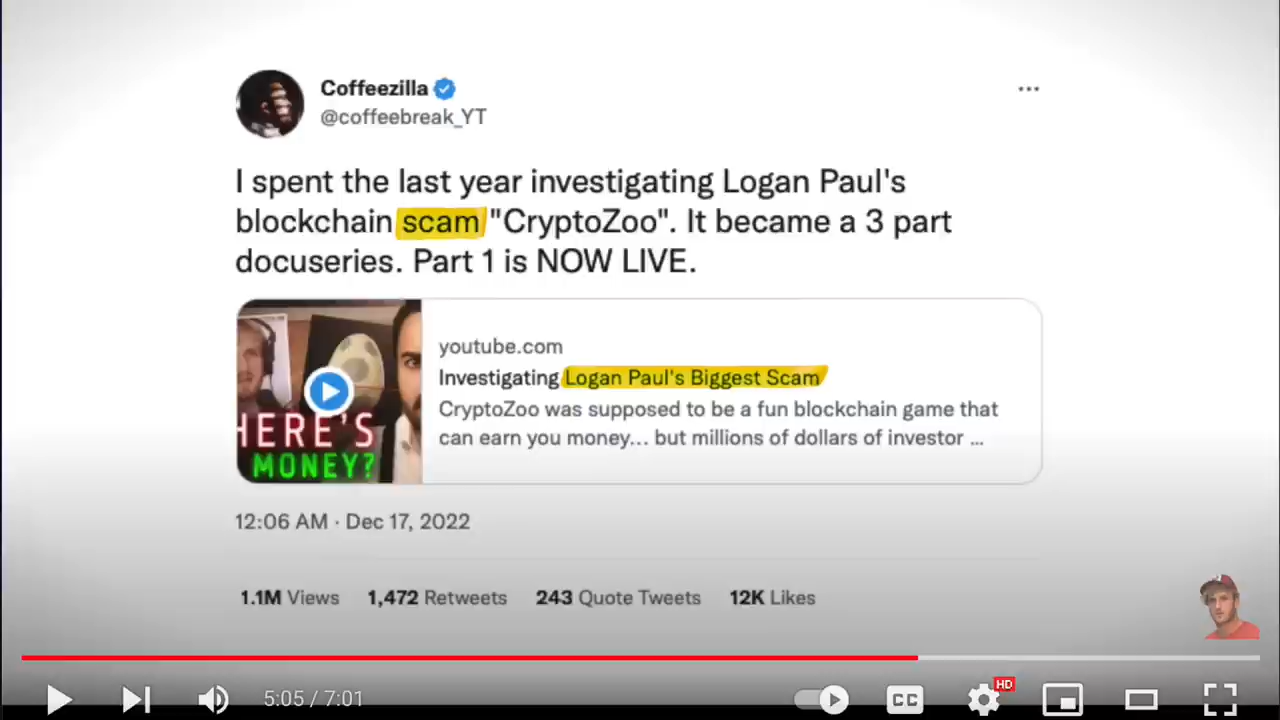 Coffeezilla
@coffeebreak_YT
I spent the last year investigating Logan Paul's
blockchain scam "CryptoZoo". It became a 3 part
docuseries. Part 1 is NOW LIVE.
HERE'S
MONEY?
youtube.com
Investigating Logan Paul's Biggest Scam
CryptoZoo was supposed to be a fun blockchain game that
can earn you money... but millions of dollars of investor ...
12:06 AM · Dec 17, 2022
1.1M Views 1,472 Retweets 243 Quote Tweets 12K Likes
5:05 / 7:01
CC
HD